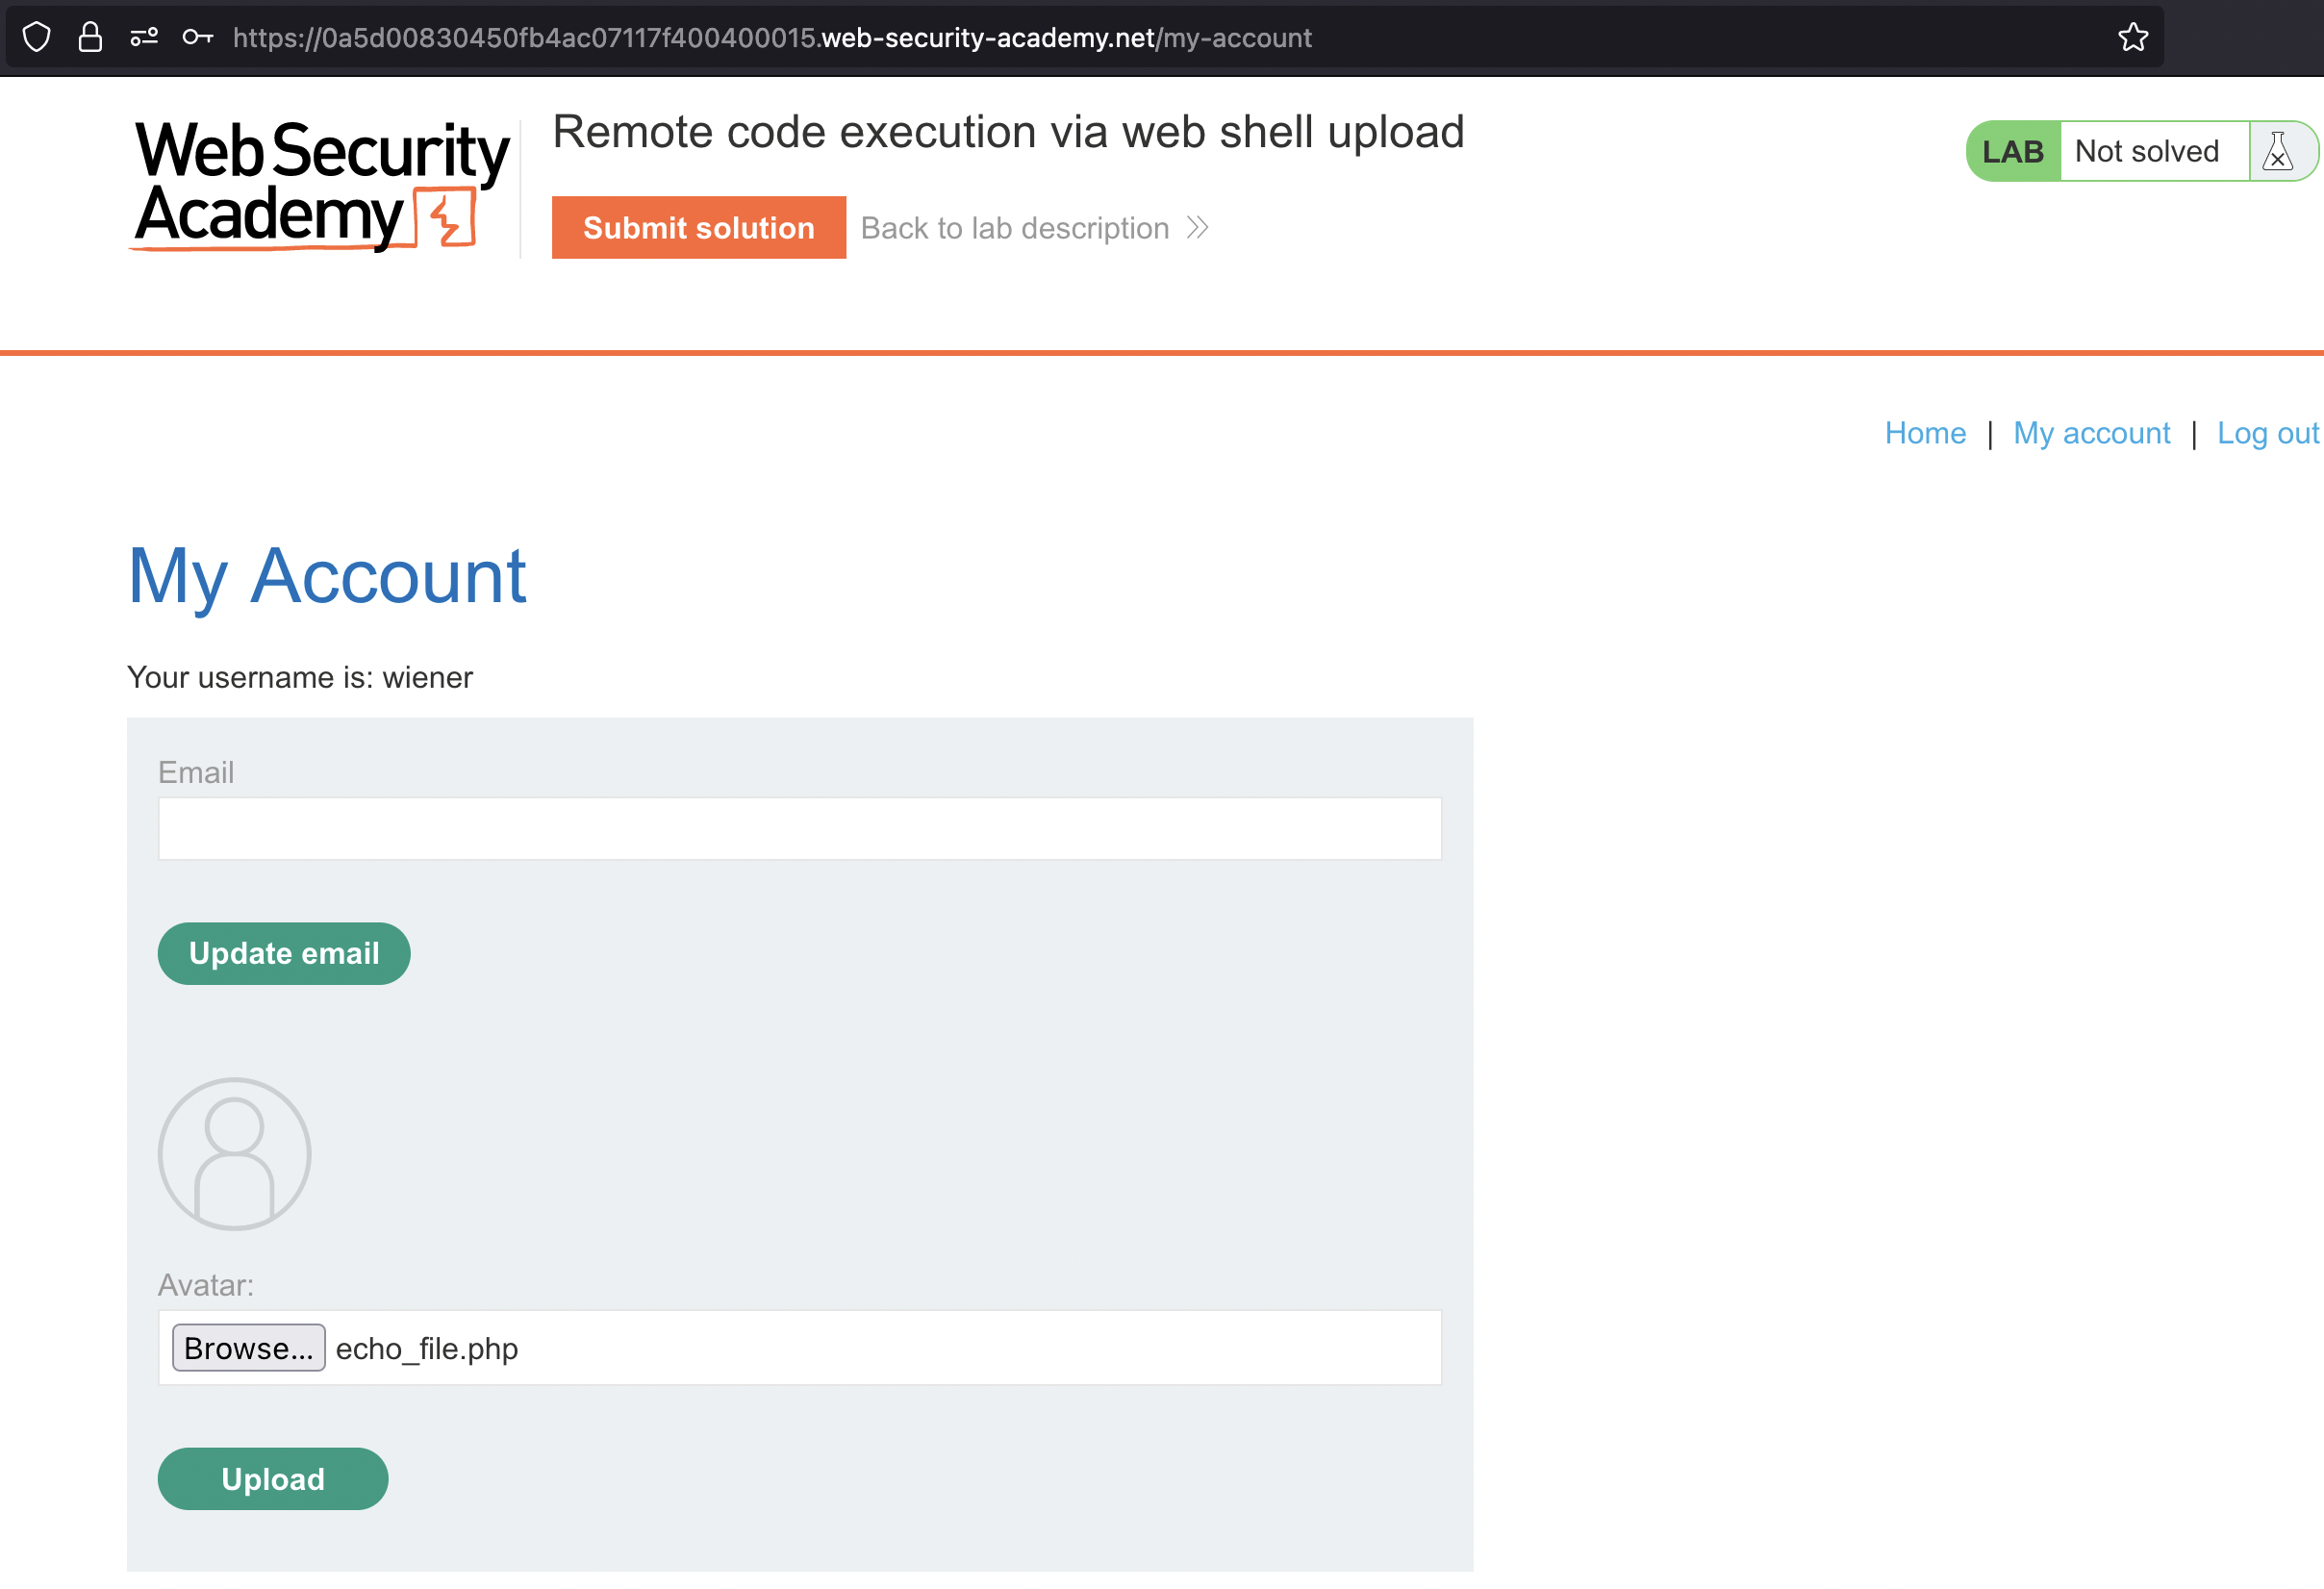 https://0a5d00830450fb4ac07117f400400015.web-security-academy.net/my-account
Web Security
Academy
Remote code execution via web shell upload
Submit solution
Back to lab description
LAB
Not solved
Home | My account | Log out
My Account
Your username is: wiener
Email
Update email
Avatar:
Browse... echo_file.php
Upload